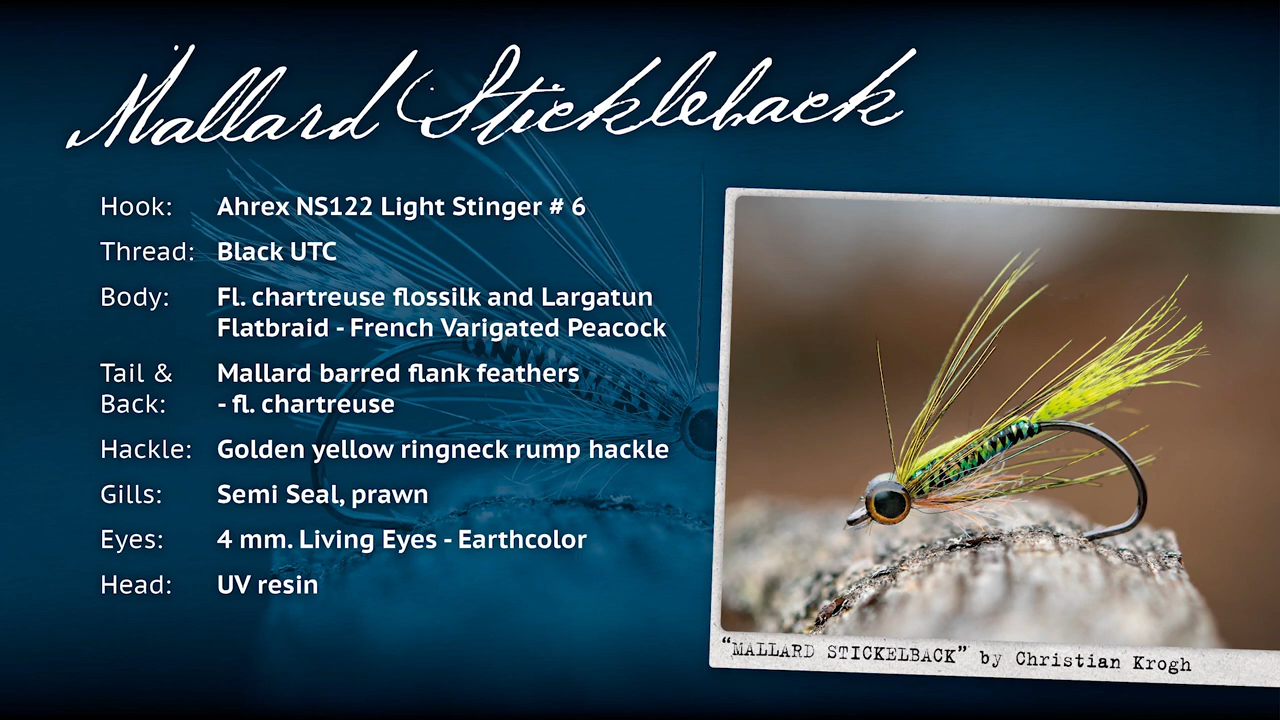 Mallard Stickleback
Hook: Ahrex NS122 Light Stinger # 6
Thread: Black UTC
Body: Fl. chartreuse flossilk and Largatun
Flatbraid - French Varigated Peacock
Tail & Mallard barred flank feathers
Back: - fl. chartreuse
Hackle: Golden yellow ringneck rump hackle
Gills: Semi Seal, prawn
Eyes: 4 mm. Living Eyes - Earthcolor
Head: UV resin
“MALLARD STICKELBACK” by Christian Krogh